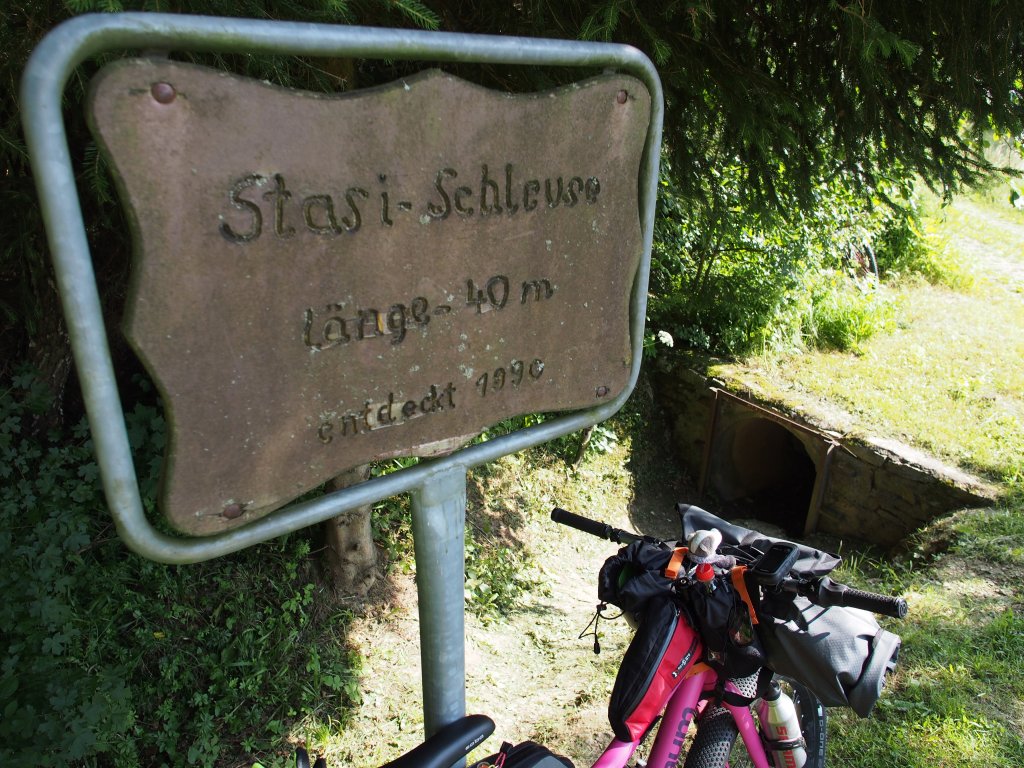 Stasi-Schleuse
länge-40m
entdeckt 1990